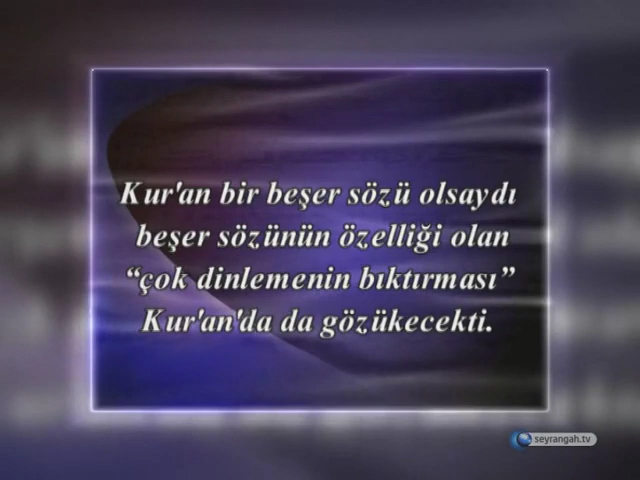 Kur'an bir beşer sözü olsaydı
beşer sözünün özelliği olan
“çok dinlemenin bıktırması”
Kur'an'da da gözükecekti.
seyrangah.tv